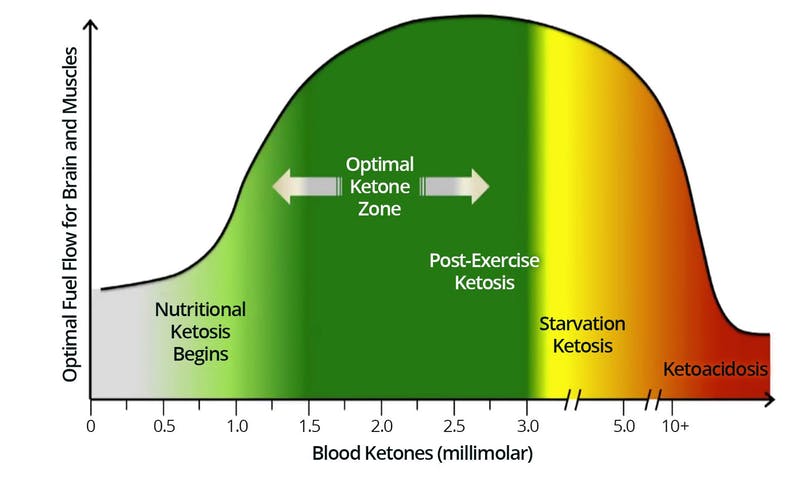 Optimal Fuel Flow for Brain and Muscles
Optimal
Ketone
Zone
Post-Exercise
Ketosis
Nutritional
Ketosis
Begins
Starvation
Ketosis
Ketoacidosis
0 0.5 1.0 1.5 2.0 2.5 3.0 5.0 10+
Blood Ketones (millimolar)